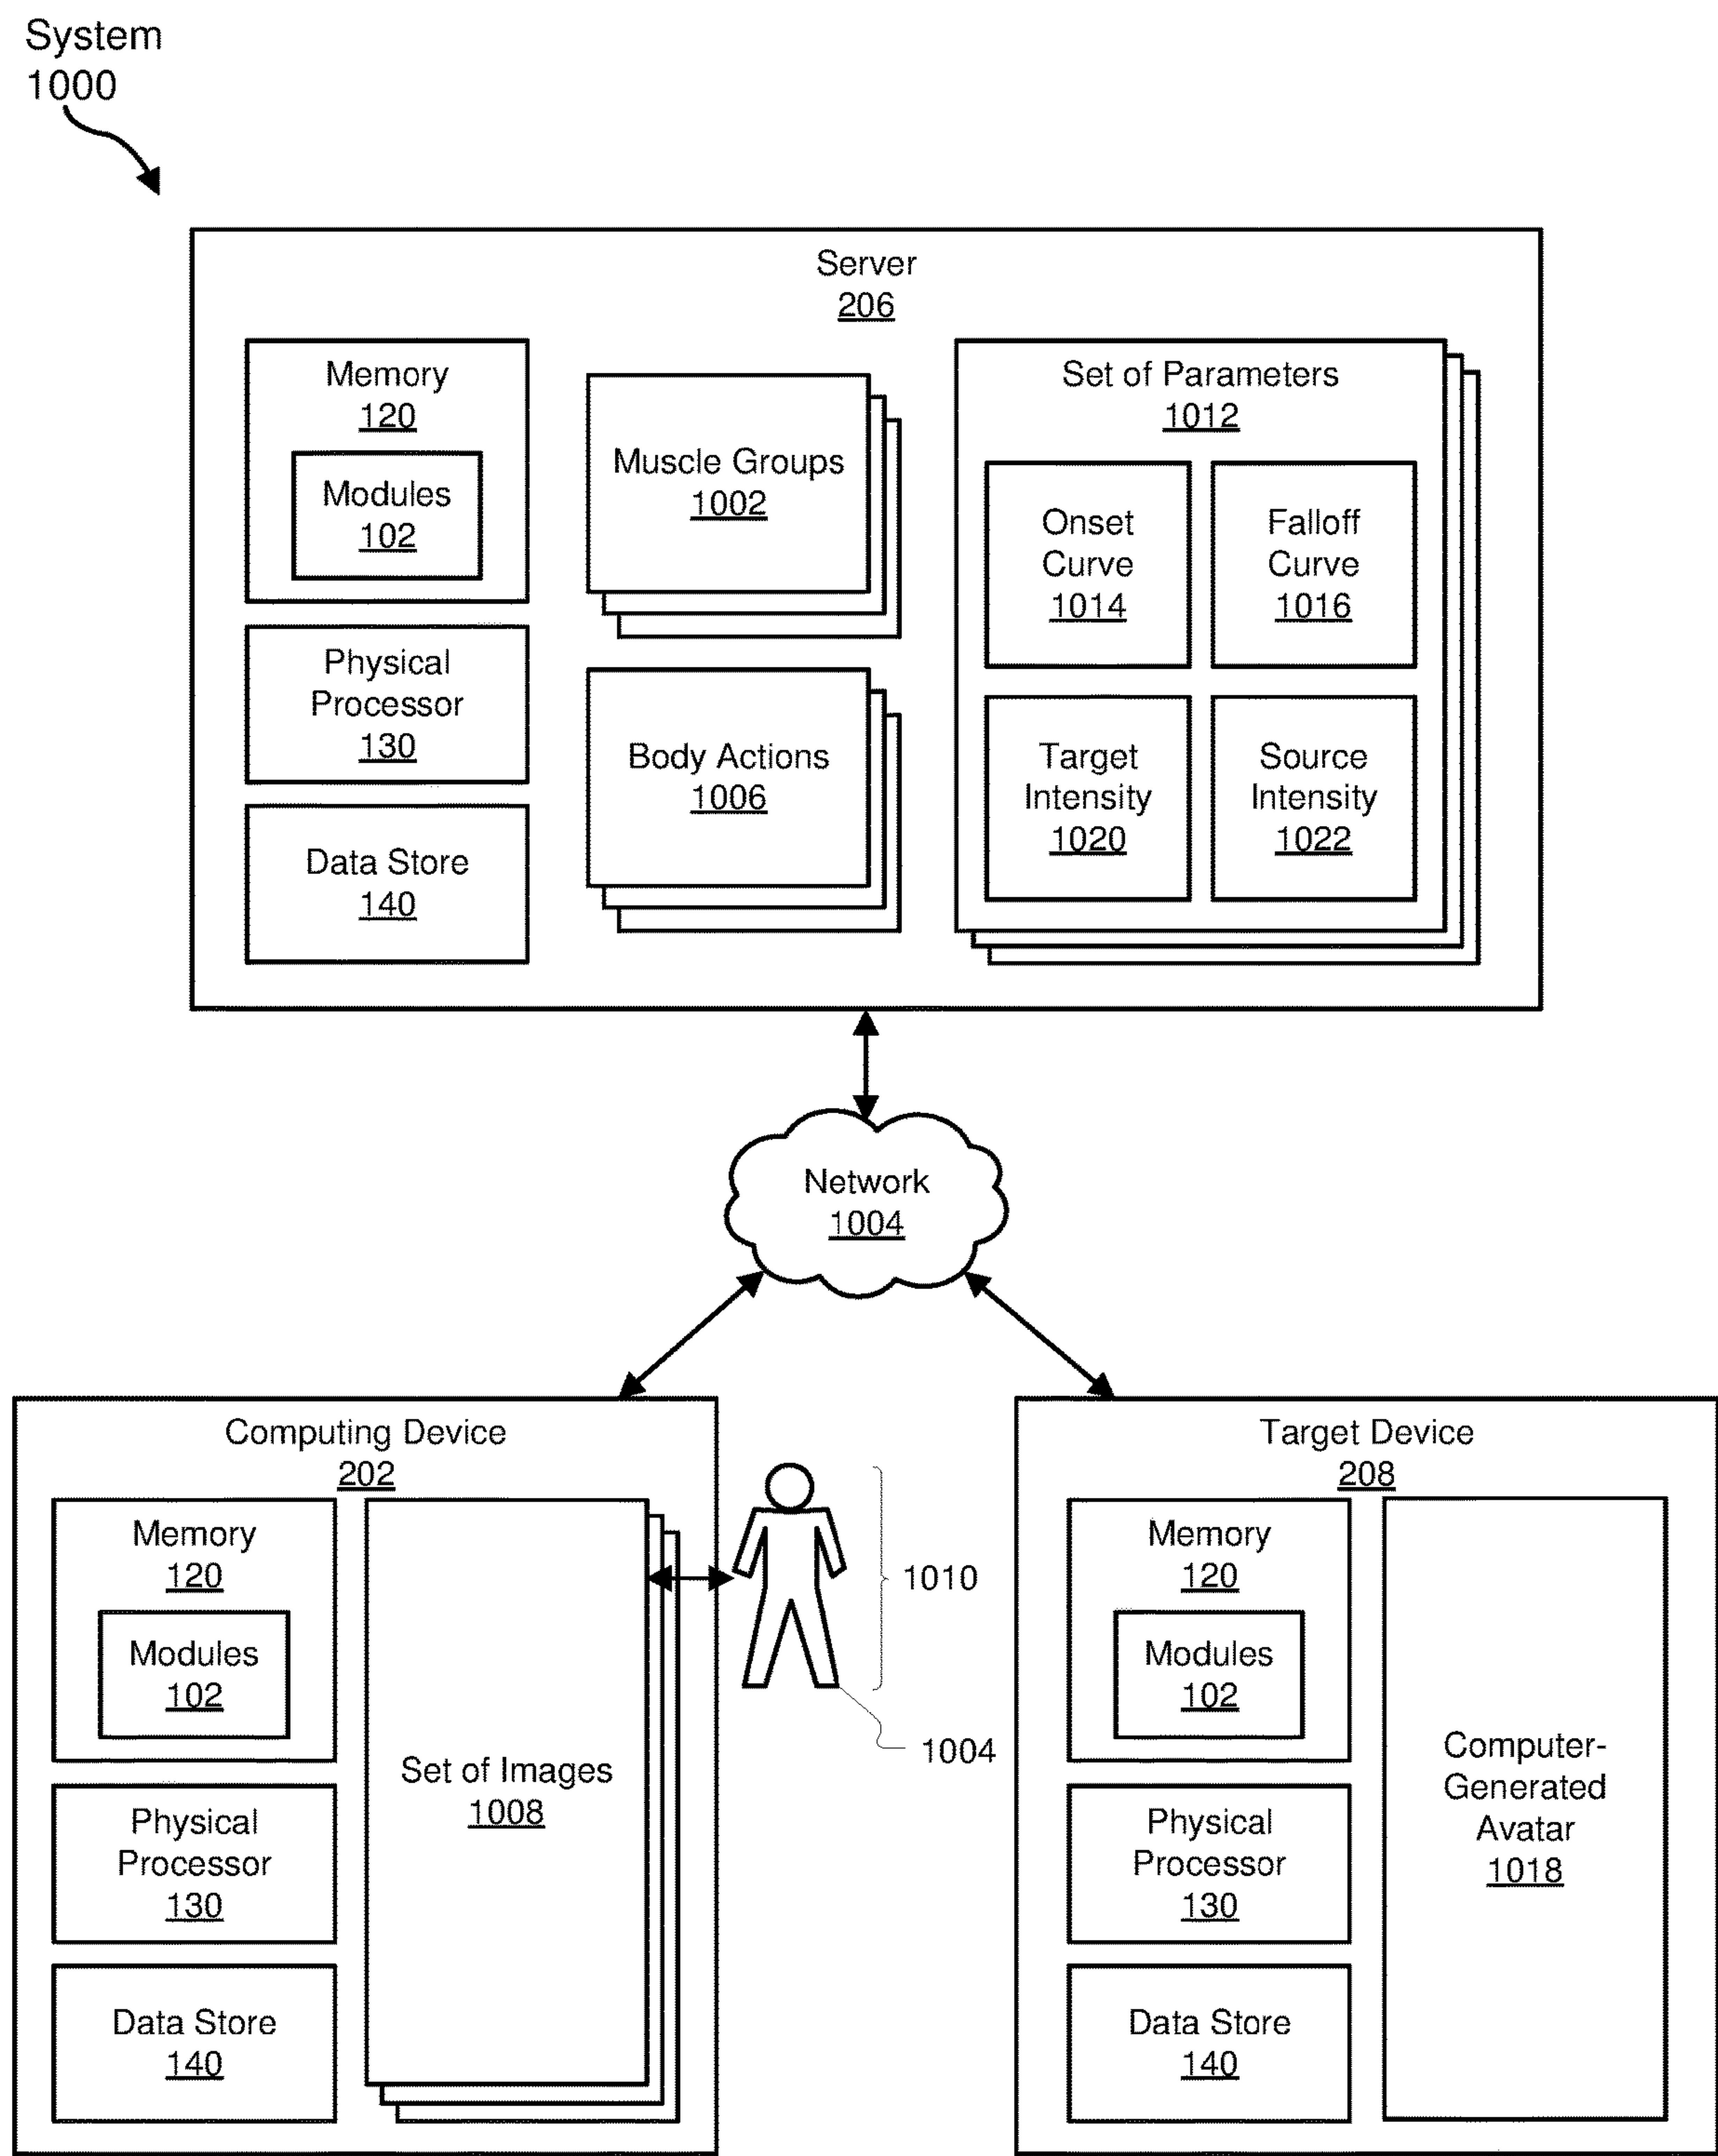 System
1000
Server
206
Memory
120
Modules
102
Physical
Processor
130
Data Store
140
Muscle Groups
1002
Body Actions
1006
Set of Parameters
1012
Onset
Curve
1014
Falloff
Curve
1016
Target
Intensity
1020
Source
Intensity
1022
Network
1004
Computing Device
202
Memory
120
Modules
102
Physical
Processor
130
Data Store
140
Set of Images
1008
1010
1004
Target Device
208
Memory
120
Modules
102
Physical
Processor
130
Data Store
140
Computer-
Generated
Avatar
1018